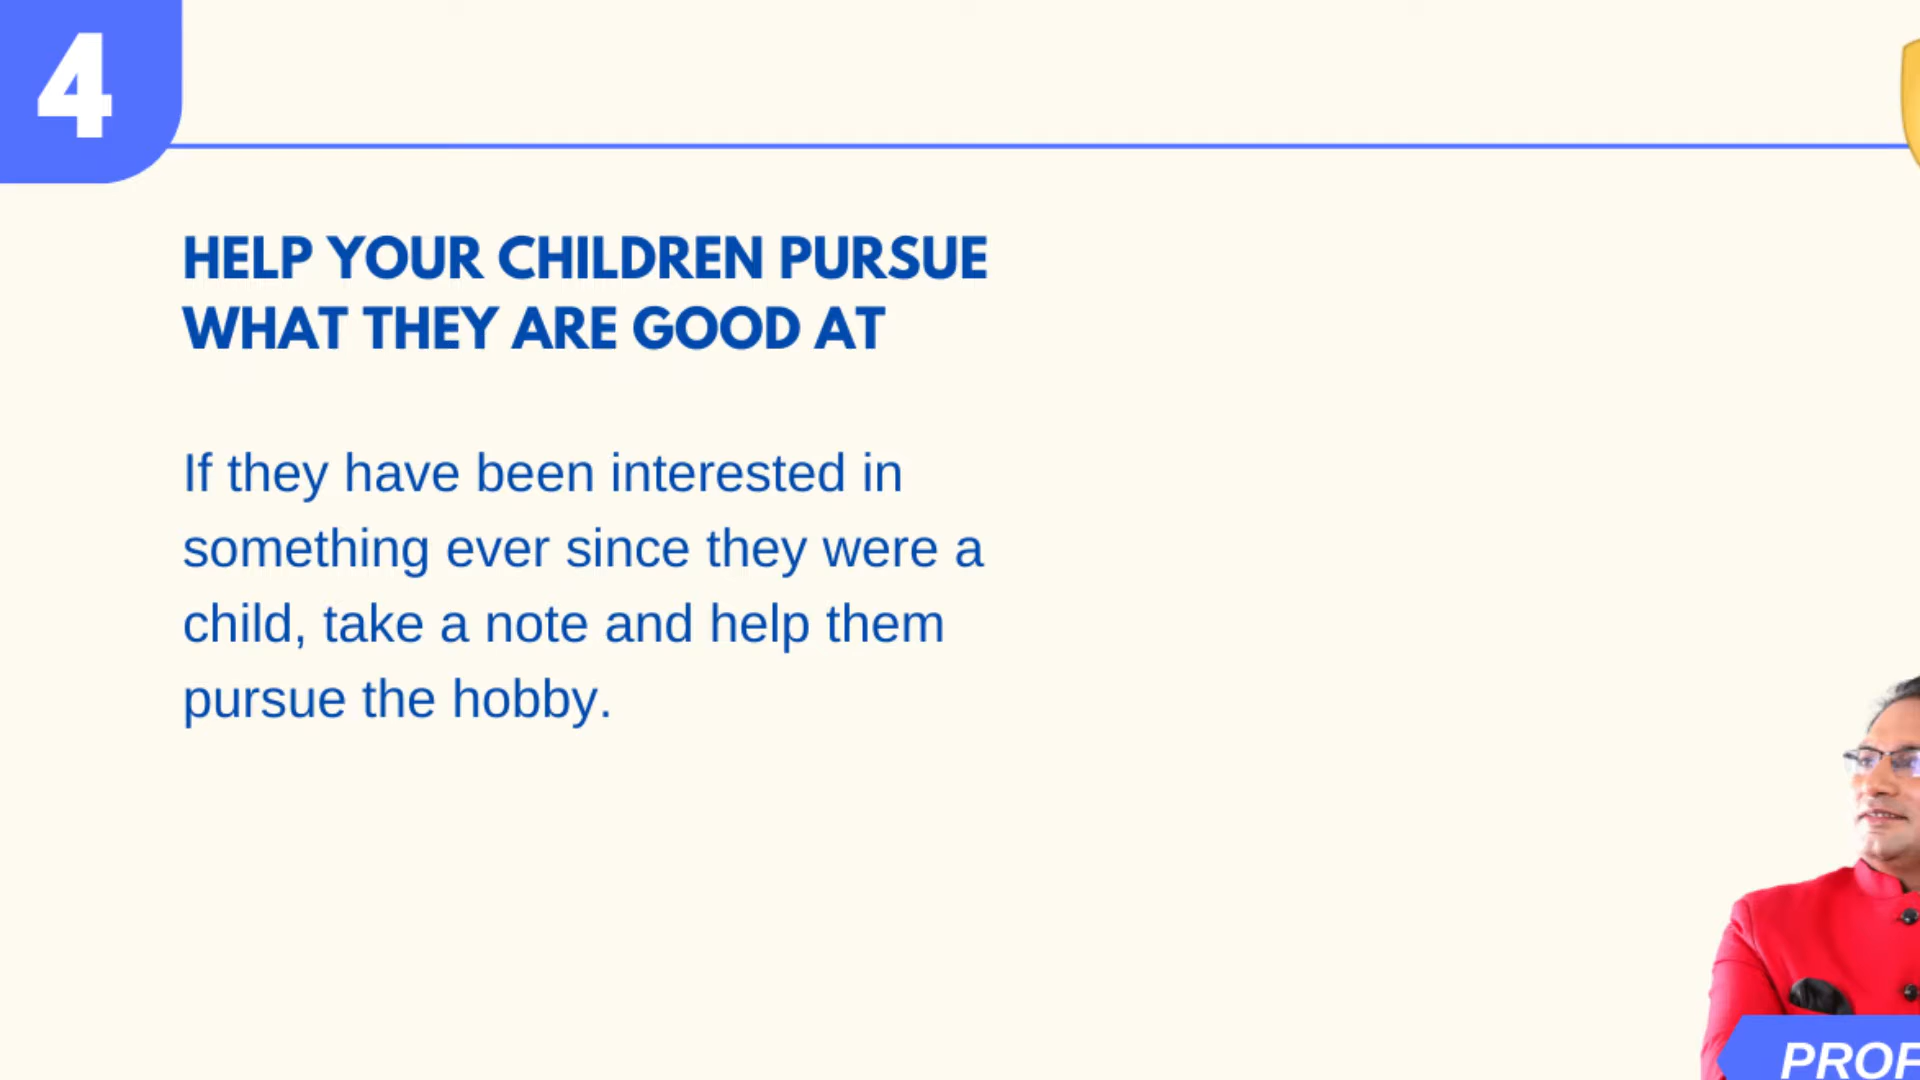 4
HELP YOUR CHILDREN PURSUE
WHAT THEY ARE GOOD AT
If they have been interested in
something ever since they were a
child, take a note and help them
pursue the hobby.
PROF